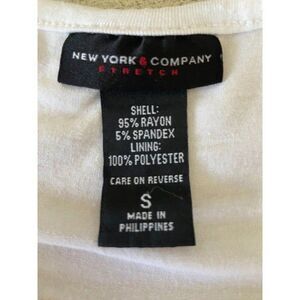 NEW YORK & COMPANY
STRETCH
SHELL:
95% RAYON
5% SPANDEX
LINING:
100% POLYESTER
CARE ON REVERSE
S
MADE IN
PHILIPPINES